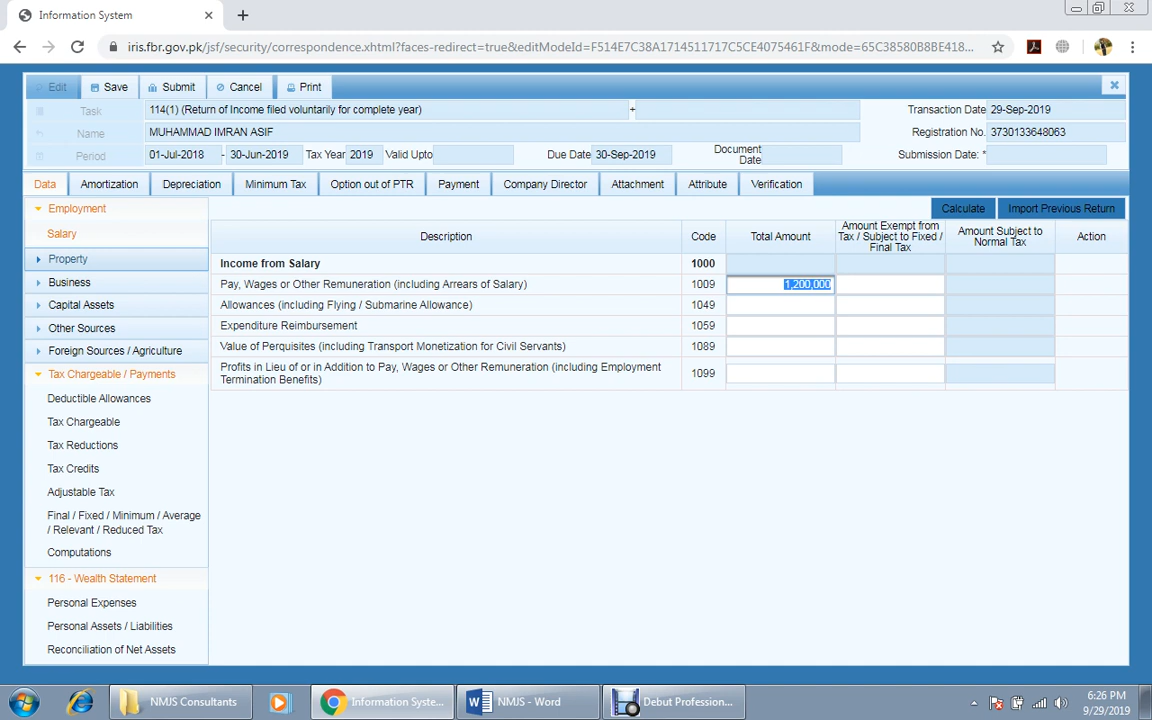 Information System
iris.fbr.gov.pk/jsf/security/correspondence.xhtml?faces-redirect=true&editModeId=F514E7C38A1714511717C5CE4075461F&mode=65C38580B8BE418...
Edit Save Submit Cancel Print
Task 114(1) (Return of Income filed voluntarily for complete year) + Transaction Date 29-Sep-2019
Name MUHAMMAD IMRAN ASIF Registration No. 3730133648063
Period 01-Jul-2018 - 30-Jun-2019 Tax Year 2019 Valid Upto Due Date 30-Sep-2019 Document Date Submission Date: *
Data Amortization Depreciation Minimum Tax Option out of PTR Payment Company Director Attachment Attribute Verification
Employment
Salary
Property
Business
Capital Assets
Other Sources
Foreign Sources / Agriculture
Tax Chargeable / Payments
Deductible Allowances
Tax Chargeable
Tax Reductions
Tax Credits
Adjustable Tax
Final / Fixed / Minimum / Average
/ Relevant / Reduced Tax
Computations
116 - Wealth Statement
Personal Expenses
Personal Assets / Liabilities
Reconciliation of Net Assets
Calculate Import Previous Return
Description Code Total Amount Amount Exempt from Tax / Subject to Fixed / Final Tax Amount Subject to Normal Tax Action
Income from Salary 1000
Pay, Wages or Other Remuneration (including Arrears of Salary) 1009 1,200,000
Allowances (including Flying / Submarine Allowance) 1049
Expenditure Reimbursement 1059
Value of Perquisites (including Transport Monetization for Civil Servants) 1089
Profits in Lieu of or in Addition to Pay, Wages or Other Remuneration (including Employment
Termination Benefits) 1099
NMJS Consultants Information Syste... NMJS - Word Debut Profession...
6:26 PM
9/29/2019